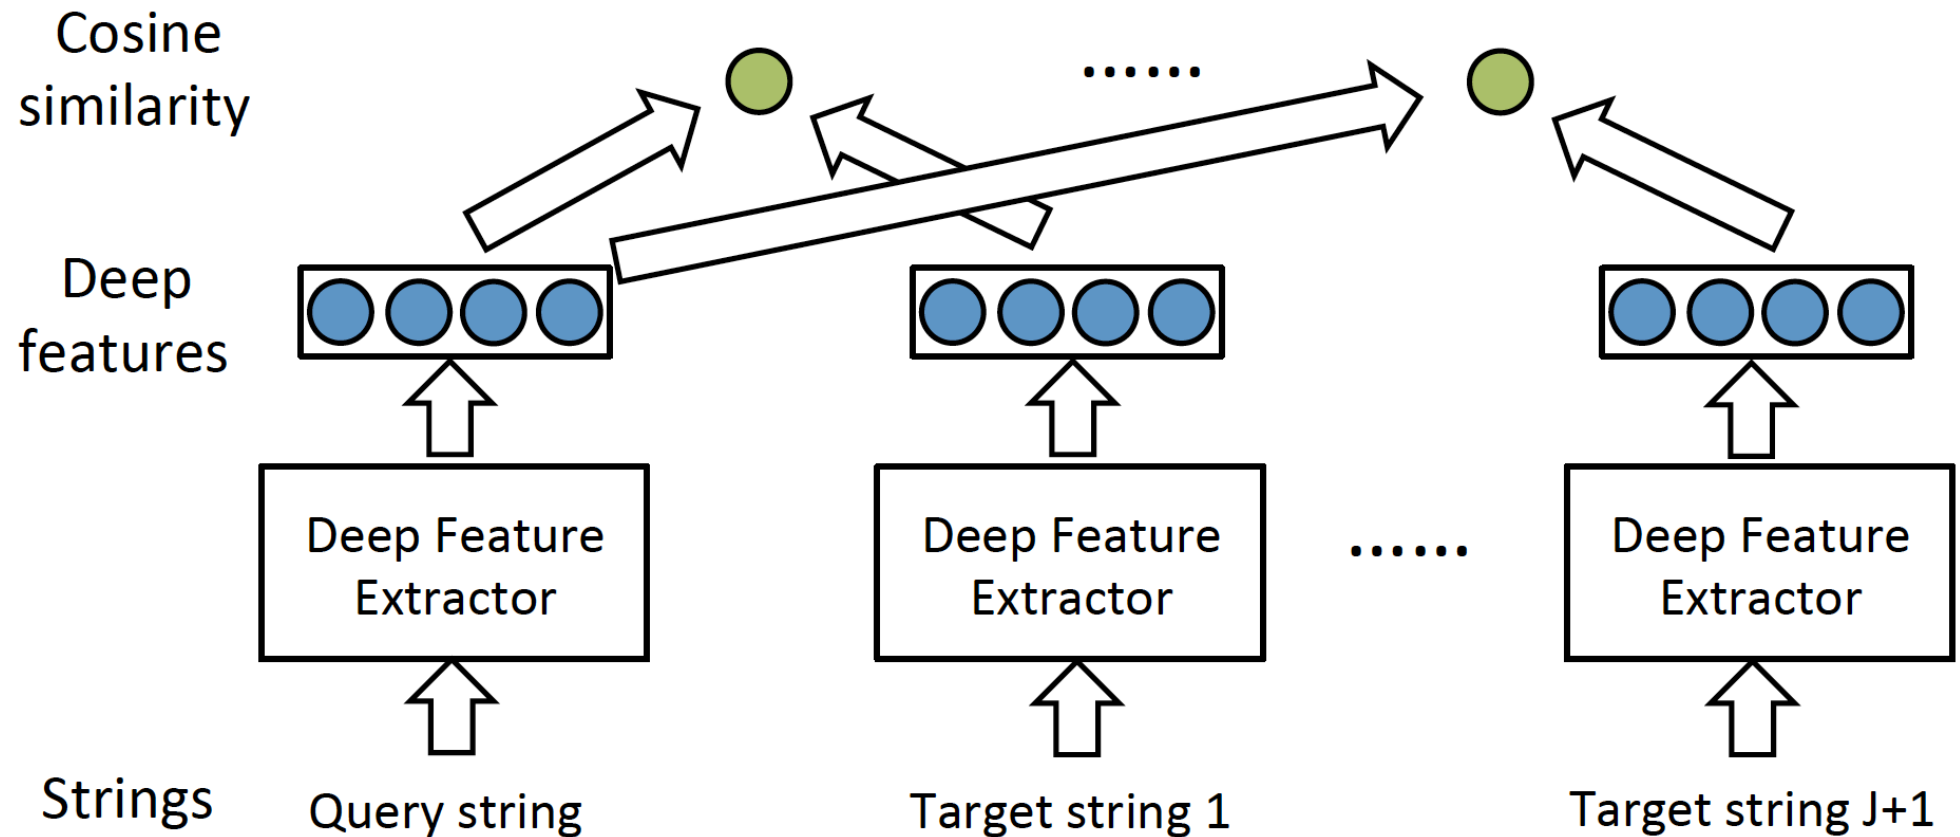 Cosine
similarity
......
Deep
features
Deep Feature
Extractor
Deep Feature
Extractor
......
Deep Feature
Extractor
Strings
Query string
Target string 1
Target string J+1